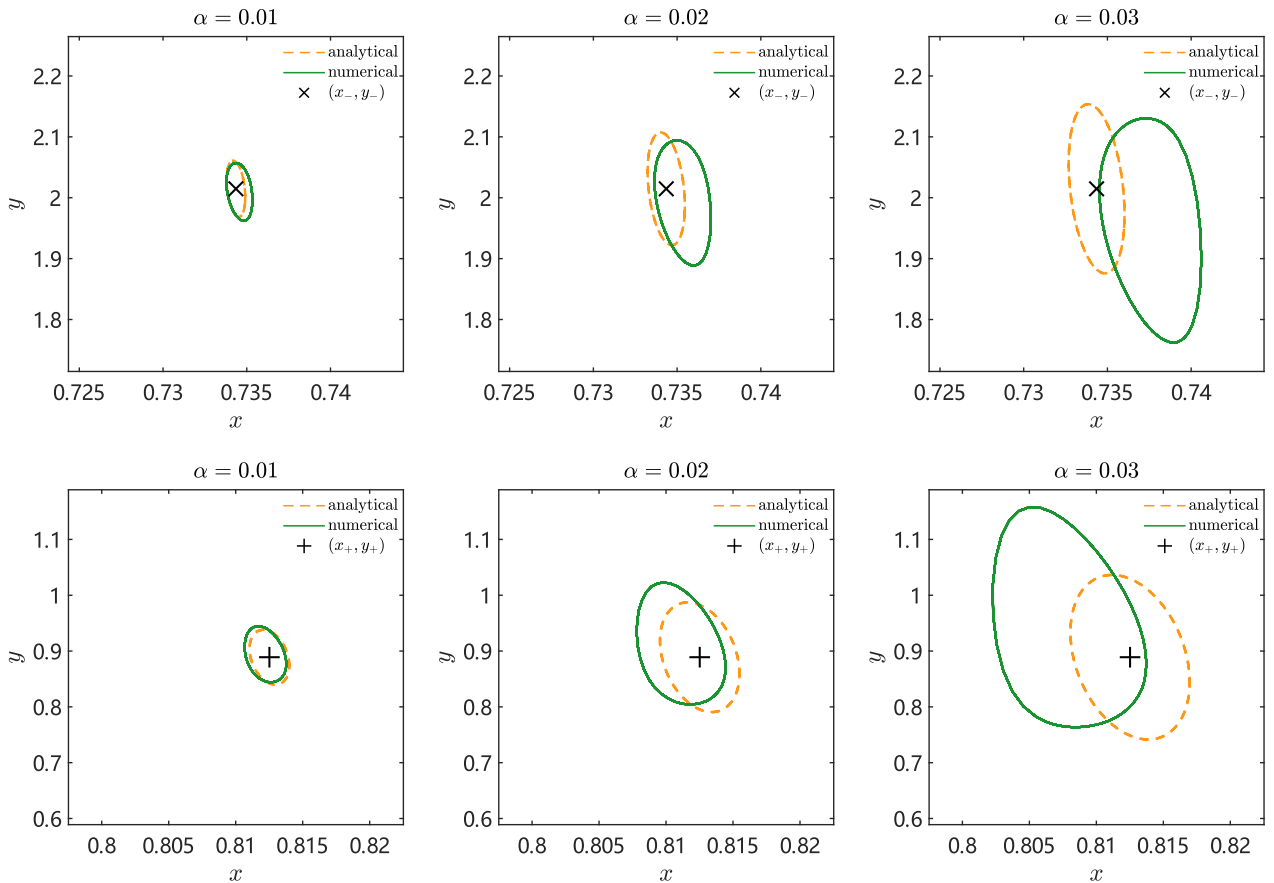 α = 0.01
analytical
numerical
(x₋, y₋)
2.2
2.1
2
1.9
1.8
y
0.725
0.73
0.735
0.74
x
α = 0.02
analytical
numerical
(x₋, y₋)
2.2
2.1
2
1.9
1.8
y
0.725
0.73
0.735
0.74
x
α = 0.03
analytical
numerical
(x₋, y₋)
2.2
2.1
2
1.9
1.8
y
0.725
0.73
0.735
0.74
x
α = 0.01
analytical
numerical
(x₊, y₊)
1.1
1
0.9
0.8
0.7
0.6
y
0.8
0.805
0.81
0.815
0.82
x
α = 0.02
analytical
numerical
(x₊, y₊)
1.1
1
0.9
0.8
0.7
0.6
y
0.8
0.805
0.81
0.815
0.82
x
α = 0.03
analytical
numerical
(x₊, y₊)
1.1
1
0.9
0.8
0.7
0.6
y
0.8
0.805
0.81
0.815
0.82
x